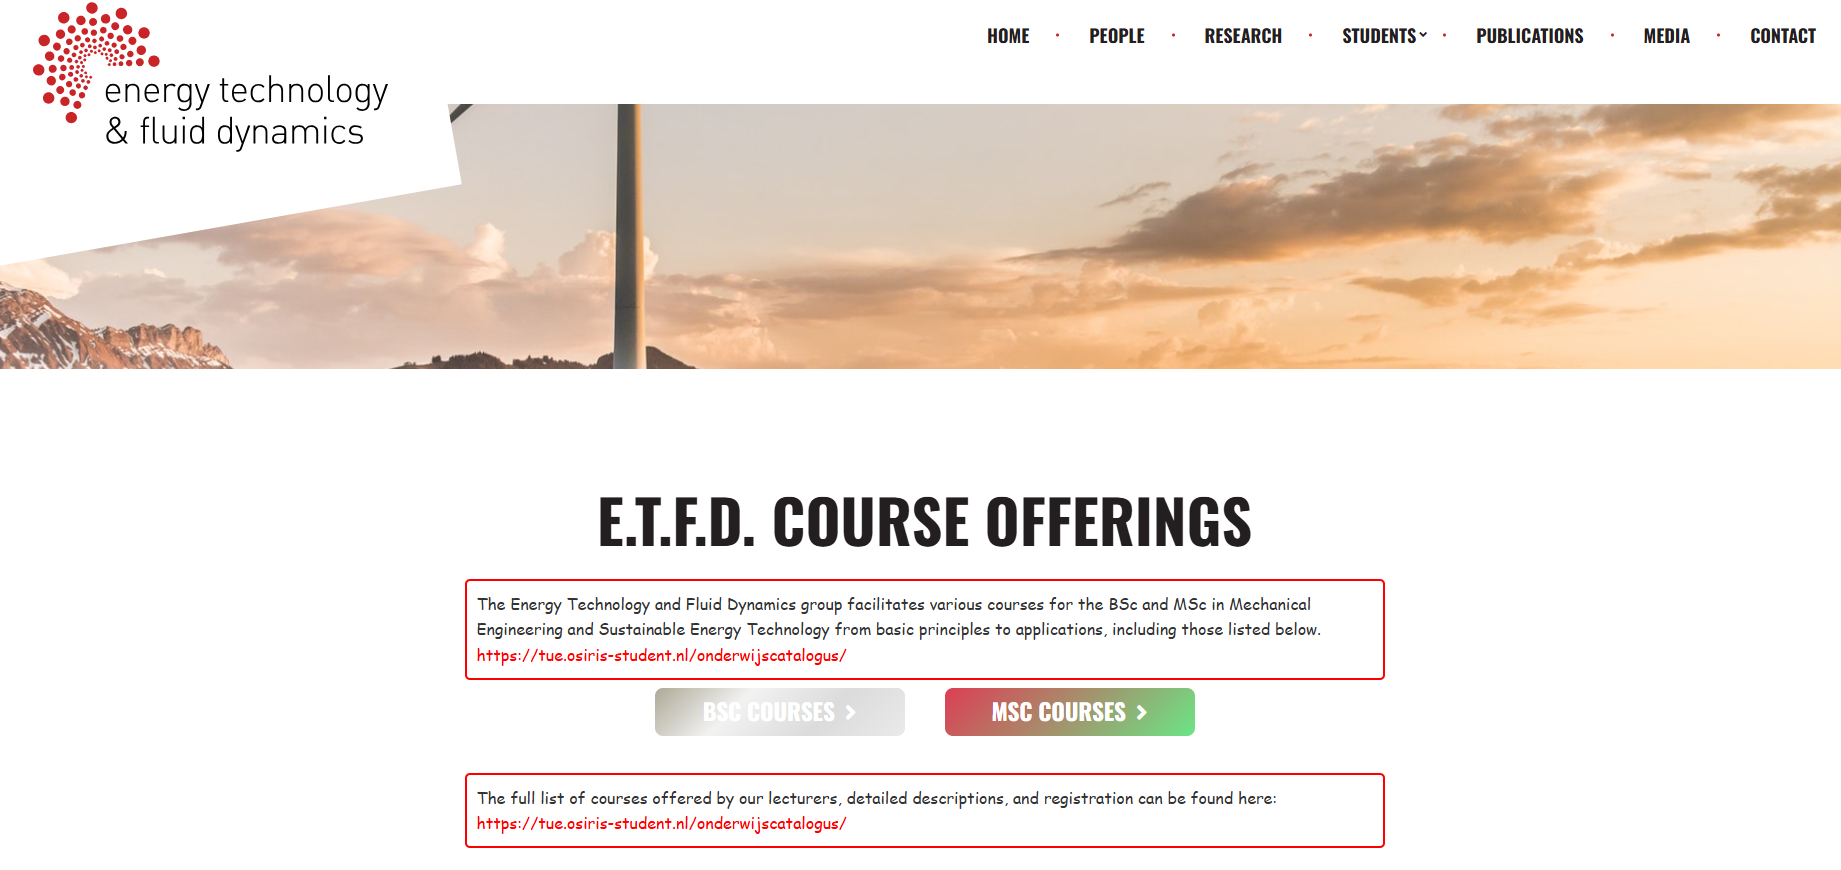 energy technology
& fluid dynamics
HOME · PEOPLE · RESEARCH · STUDENTS · PUBLICATIONS · MEDIA · CONTACT
E.T.F.D. COURSE OFFERINGS
The Energy Technology and Fluid Dynamics group facilitates various courses for the BSc and MSc in Mechanical
Engineering and Sustainable Energy Technology from basic principles to applications, including those listed below.
https://tue.osiris-student.nl/onderwijscatalogus/
BSC COURSES
MSC COURSES
The full list of courses offered by our lecturers, detailed descriptions, and registration can be found here:
https://tue.osiris-student.nl/onderwijscatalogus/